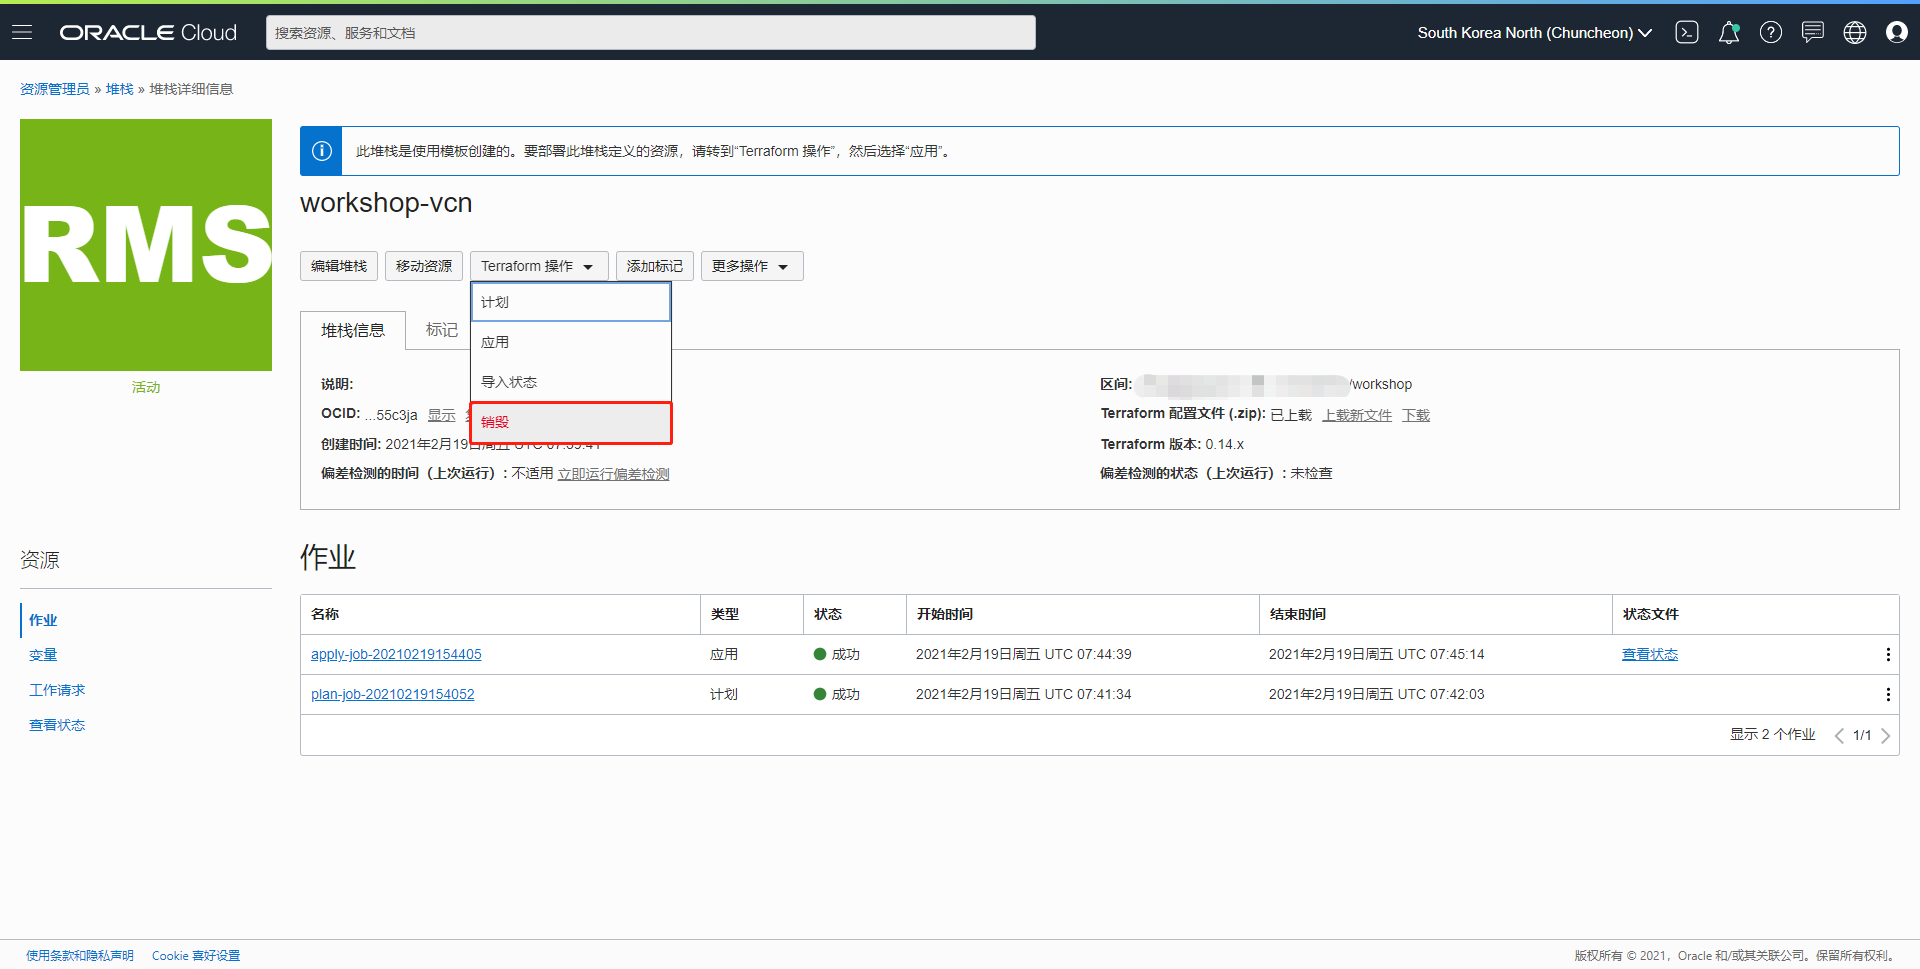 ORACLE Cloud
搜索资源、服务和文档
South Korea North (Chuncheon)
资源管理员 » 堆栈 » 堆栈详细信息
RMS
活动
此堆栈是使用模板创建的。要部署此堆栈定义的资源，请转到“Terraform 操作”，然后选择“应用”。
workshop-vcn
编辑堆栈 移动资源 Terraform 操作 添加标记 更多操作
计划
应用
导入状态
销毁
堆栈信息 标记
说明:
OCID: ...55c3ja 显示
创建时间: 2021年2月19日周五 UTC 07:39:41
偏差检测的时间（上次运行）: 不适用 立即运行偏差检测
区间: /workshop
Terraform 配置文件 (.zip): 已上载 上载新文件 下载
Terraform 版本: 0.14.x
偏差检测的状态（上次运行）: 未检查
资源
作业
变量
工作请求
查看状态
作业
名称 类型 状态 开始时间 结束时间 状态文件
apply-job-20210219154405 应用 成功 2021年2月19日周五 UTC 07:44:39 2021年2月19日周五 UTC 07:45:14 查看状态
plan-job-20210219154052 计划 成功 2021年2月19日周五 UTC 07:41:34 2021年2月19日周五 UTC 07:42:03
显示 2 个作业 1/1
使用条款和隐私声明 Cookie 喜好设置
版权所有 © 2021，Oracle 和/或其关联公司。保留所有权利。